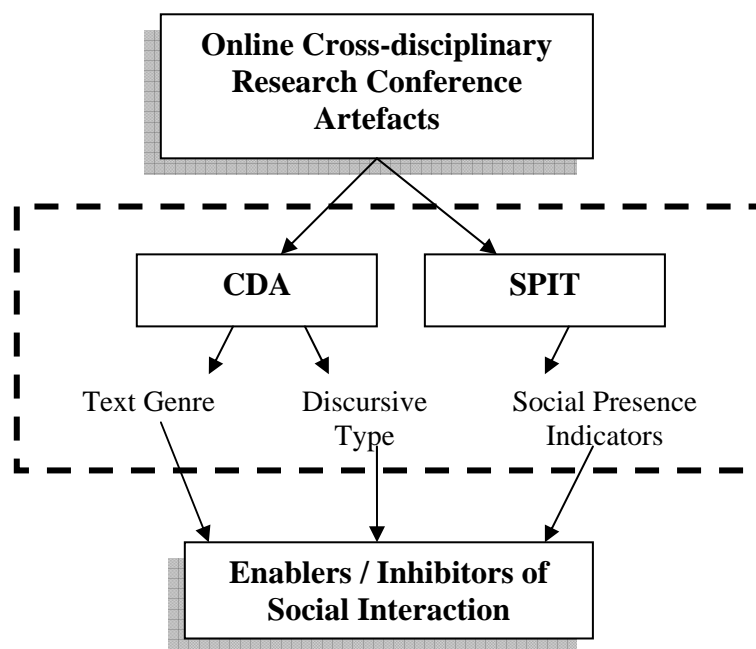 Online Cross-disciplinary
Research Conference
Artefacts
CDA
SPIT
Text Genre
Discursive
Type
Social Presence
Indicators
Enablers / Inhibitors of
Social Interaction